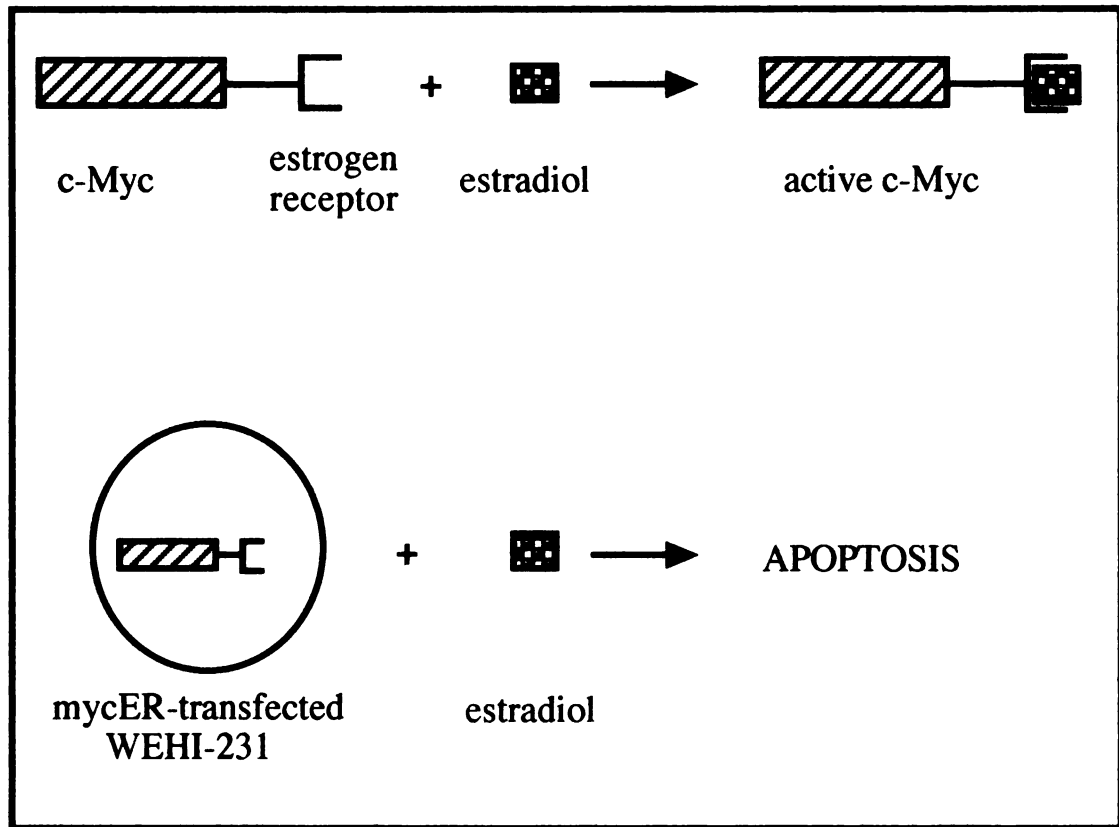 +
c-Myc
estrogen
receptor
estradiol
active c-Myc
+
APOPTOSIS
mycER-transfected
WEHI-231
estradiol